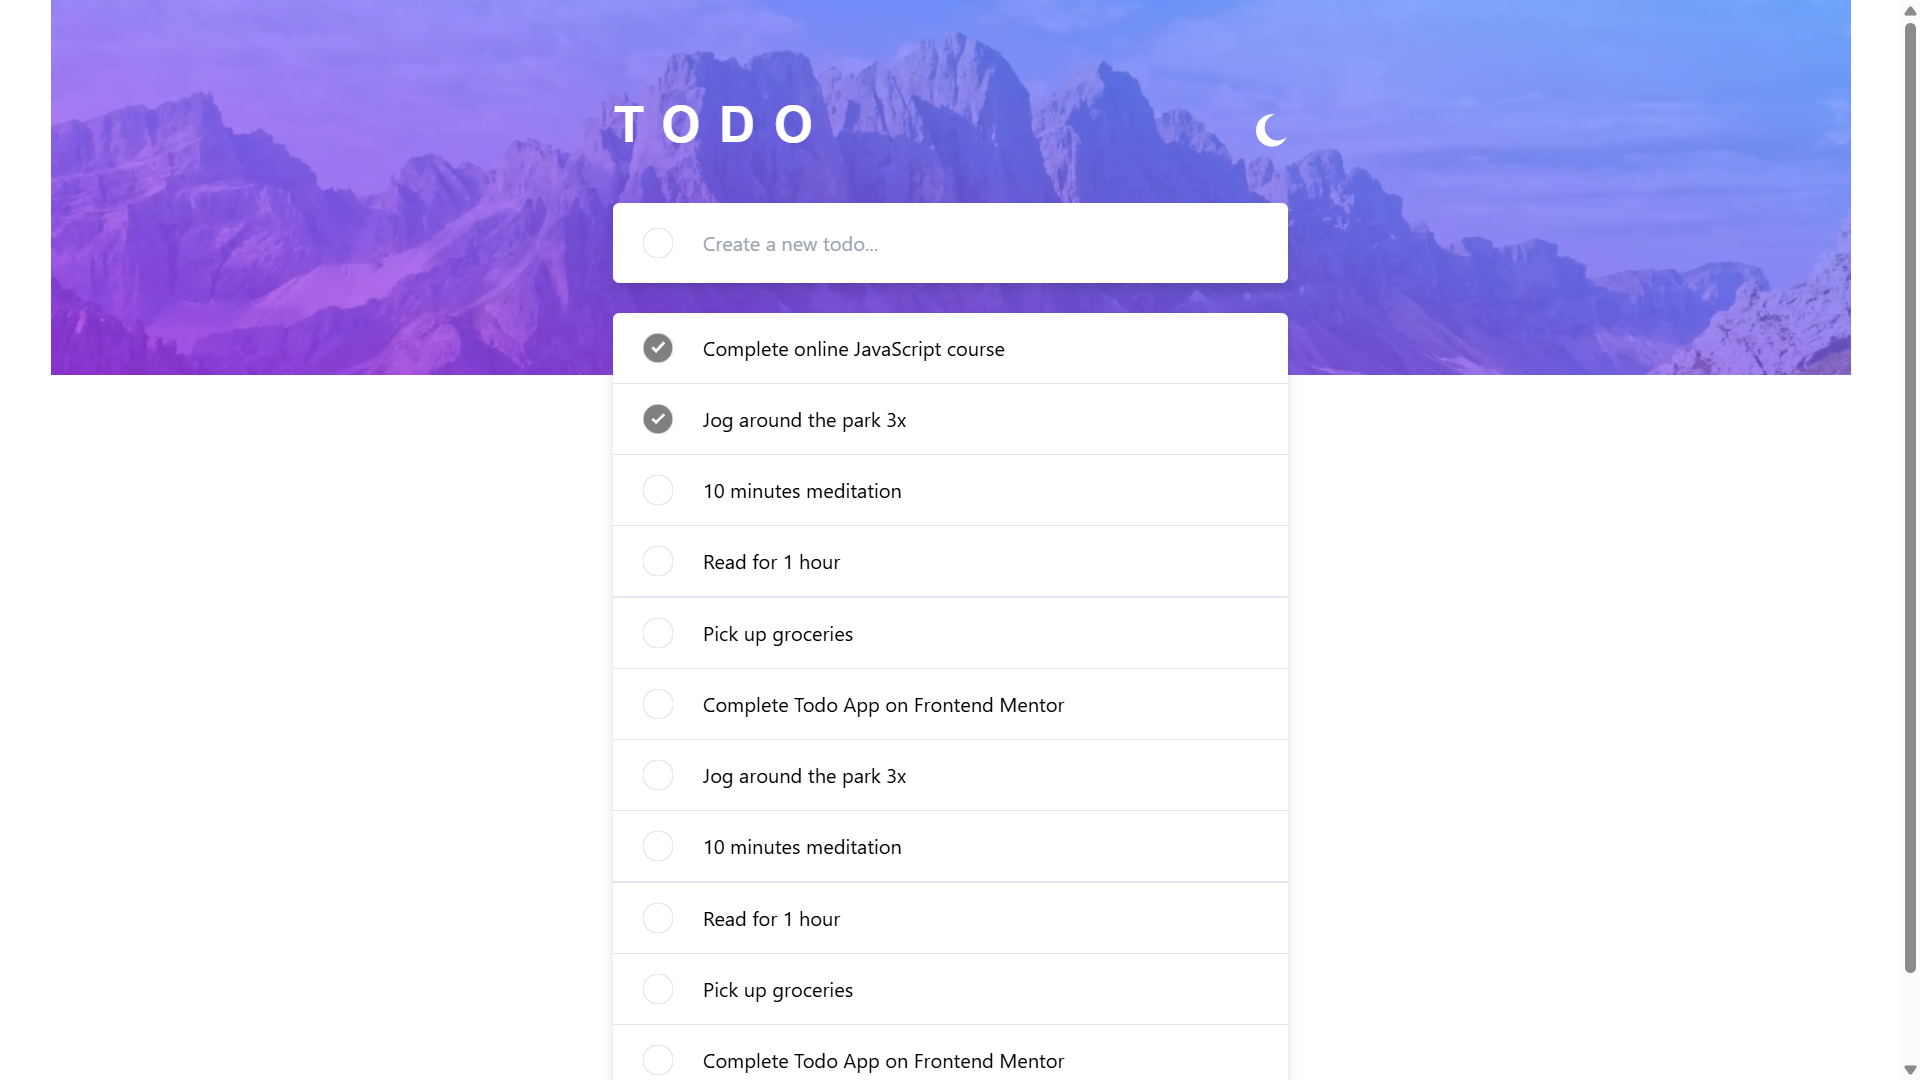 TODO
Create a new todo...
Complete online JavaScript course
Jog around the park 3x
10 minutes meditation
Read for 1 hour
Pick up groceries
Complete Todo App on Frontend Mentor
Jog around the park 3x
10 minutes meditation
Read for 1 hour
Pick up groceries
Complete Todo App on Frontend Mentor